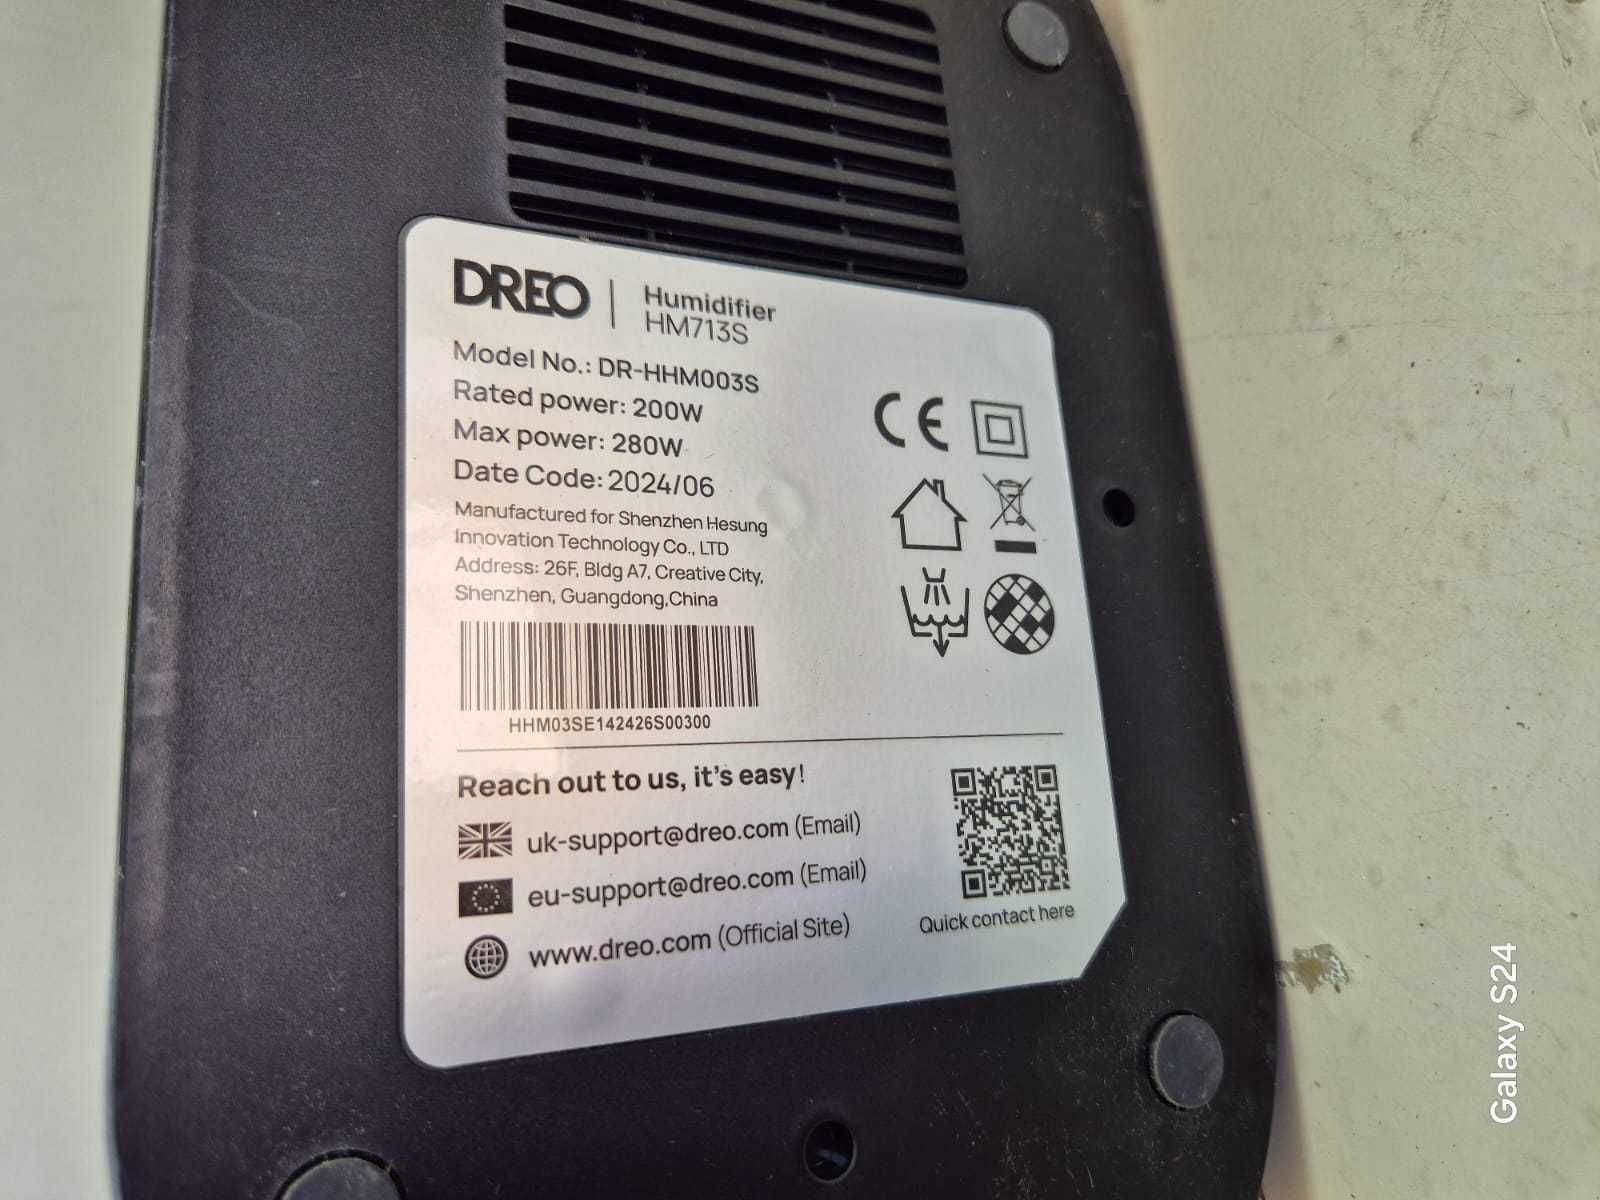 DREO
Humidifier
HM713S
Model No.: DR-HHM003S
Rated power: 200W
Max power: 280W
Date Code: 2024/06
Manufactured for Shenzhen Hesung
Innovation Technology Co., LTD
Address: 26F, Bldg A7, Creative City,
Shenzhen, Guangdong,China
HHM03SE142426S00300
CE
Reach out to us, it's easy!
uk-support@dreo.com (Email)
eu-support@dreo.com (Email)
www.dreo.com (Official Site)
Quick contact here
Galaxy S24